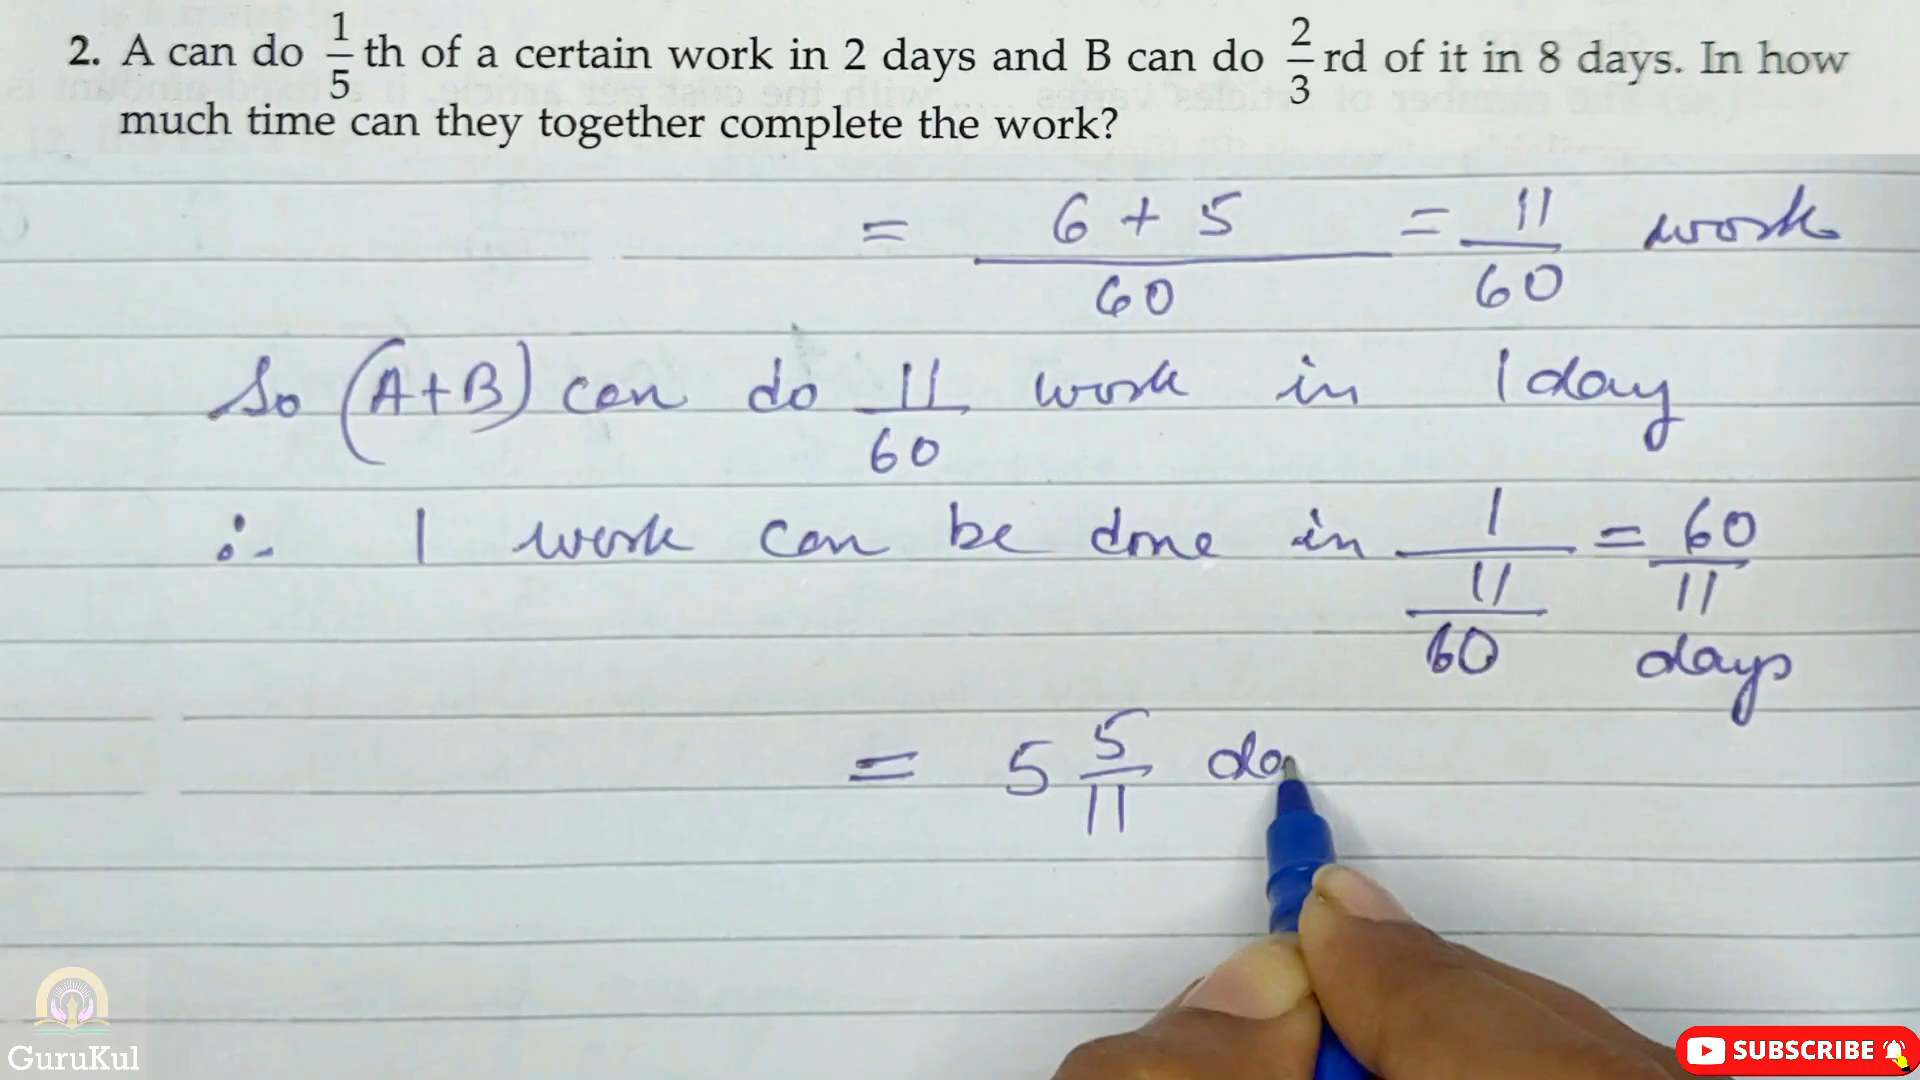 2. A can do 1/5 th of a certain work in 2 days and B can do 2/3 rd of it in 8 days. In how
much time can they together complete the work?
= 6 + 5 / 60 = 11/60 work
So (A+B) can do 11/60 work in 1 day
∴ 1 work can be done in 1/(11/60) = 60/11 days
= 5 5/11 da
GuruKul
SUBSCRIBE